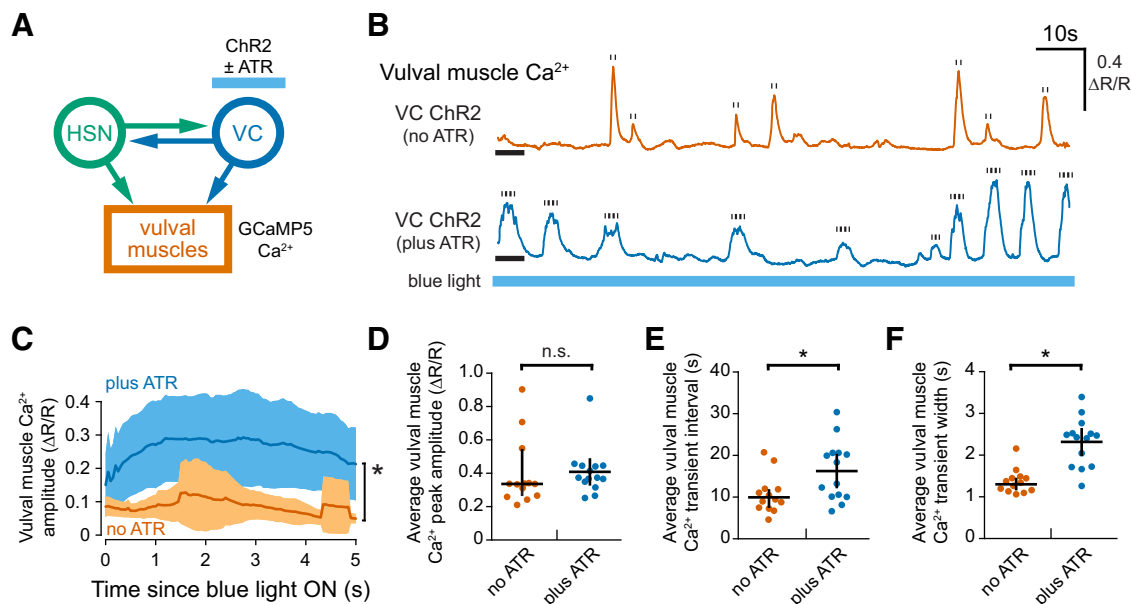 A
ChR2
± ATR
HSN
VC
vulval
muscles
GCaMP5
Ca²⁺
B
10s
0.4
ΔR/R
Vulval muscle Ca²⁺
VC ChR2
(no ATR)
VC ChR2
(plus ATR)
blue light
C
Vulval muscle Ca²⁺
amplitude (ΔR/R)
0.4
0.3
0.2
0.1
0
plus ATR
no ATR
*
0
1
2
3
4
5
Time since blue light ON (s)
D
Average vulval muscle
Ca²⁺ peak amplitude (ΔR/R)
n.s.
1.0
0.8
0.6
0.4
0.2
0
no ATR
plus ATR
E
Average vulval muscle
Ca²⁺ transient interval (s)
*
40
30
20
10
0
no ATR
plus ATR
F
Average vulval muscle
Ca²⁺ transient width (s)
*
4
3
2
1
0
no ATR
plus ATR